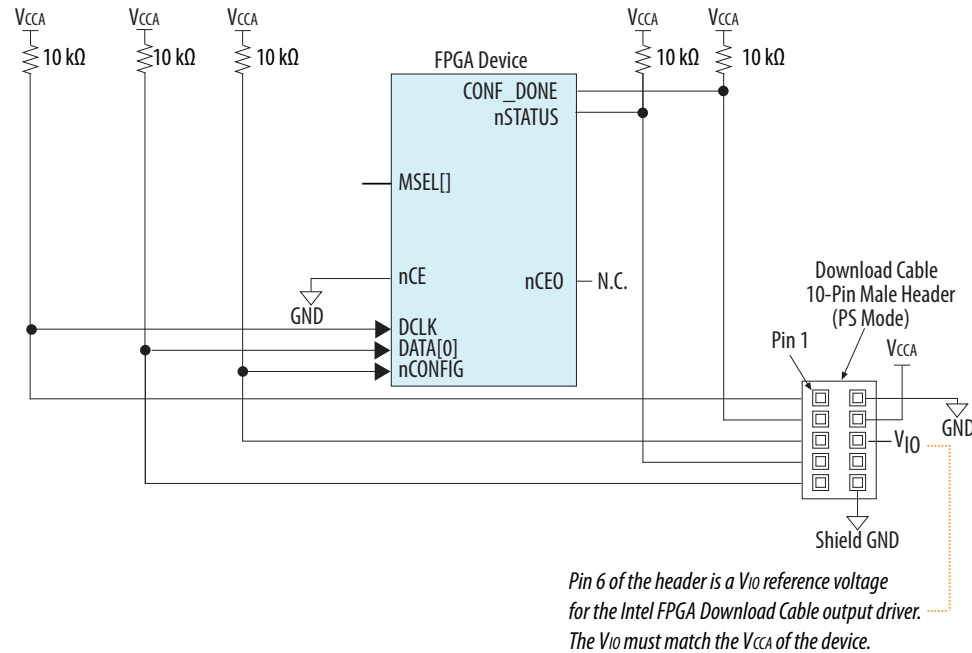 VCCA VCCA VCCA VCCA VCCA
10 kΩ 10 kΩ 10 kΩ 10 kΩ 10 kΩ
FPGA Device
CONF_DONE
nSTATUS
MSEL[]
nCE
nCEO N.C.
GND
DCLK
DATA[0]
nCONFIG
Download Cable
10-Pin Male Header
(PS Mode)
Pin 1
VCCA
GND
VIO
Shield GND
Pin 6 of the header is a VIO reference voltage
for the Intel FPGA Download Cable output driver.
The VIO must match the VCCA of the device.